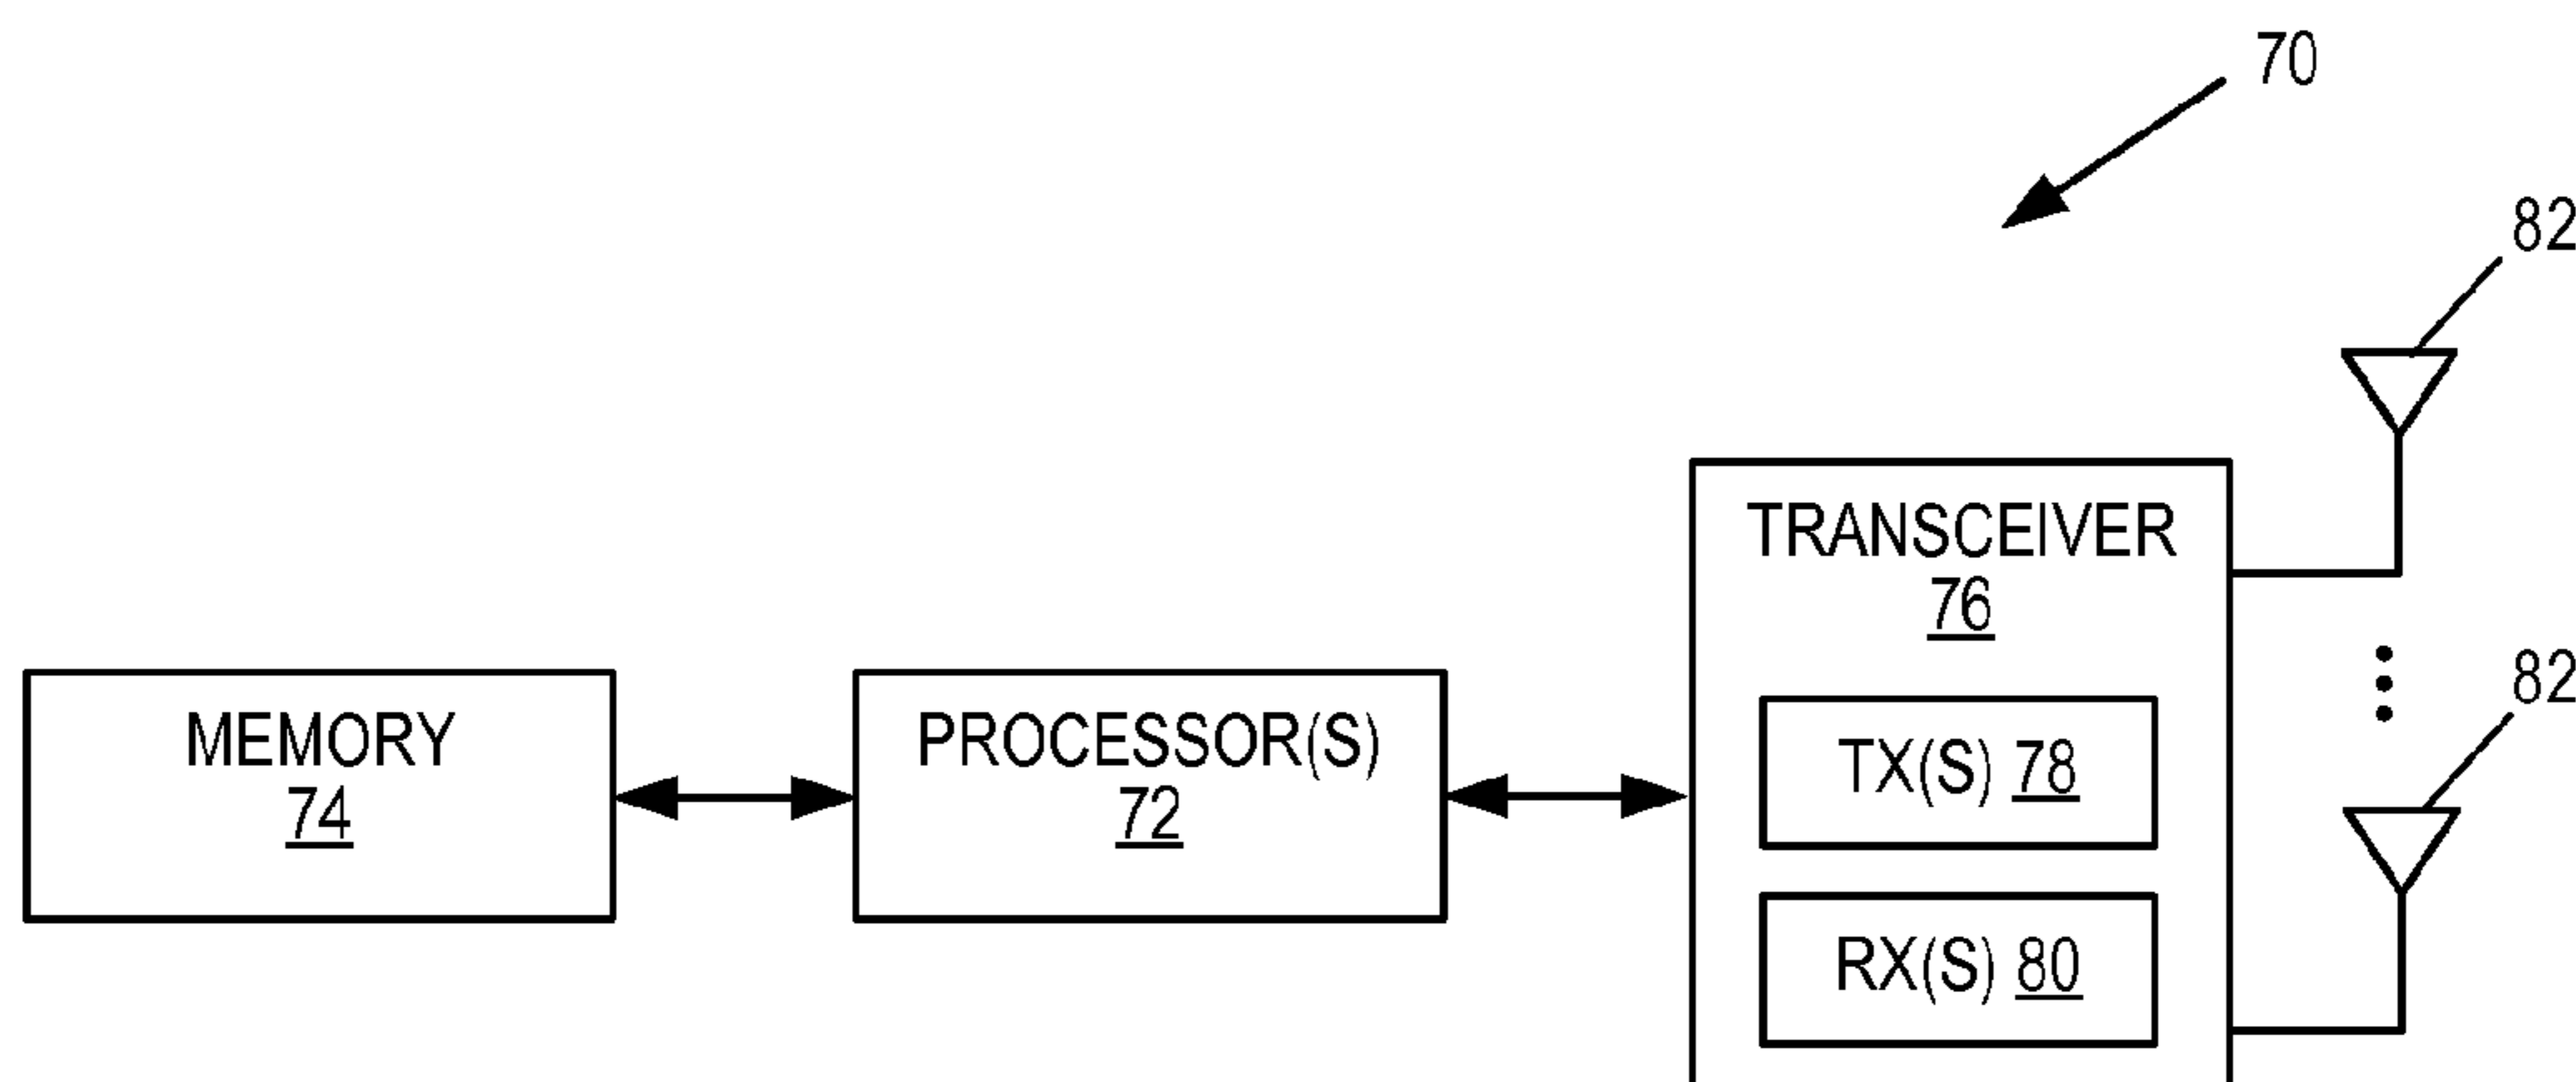 70
82
TRANSCEIVER
76
82
MEMORY
74
PROCESSOR(S)
72
TX(S) 78
RX(S) 80